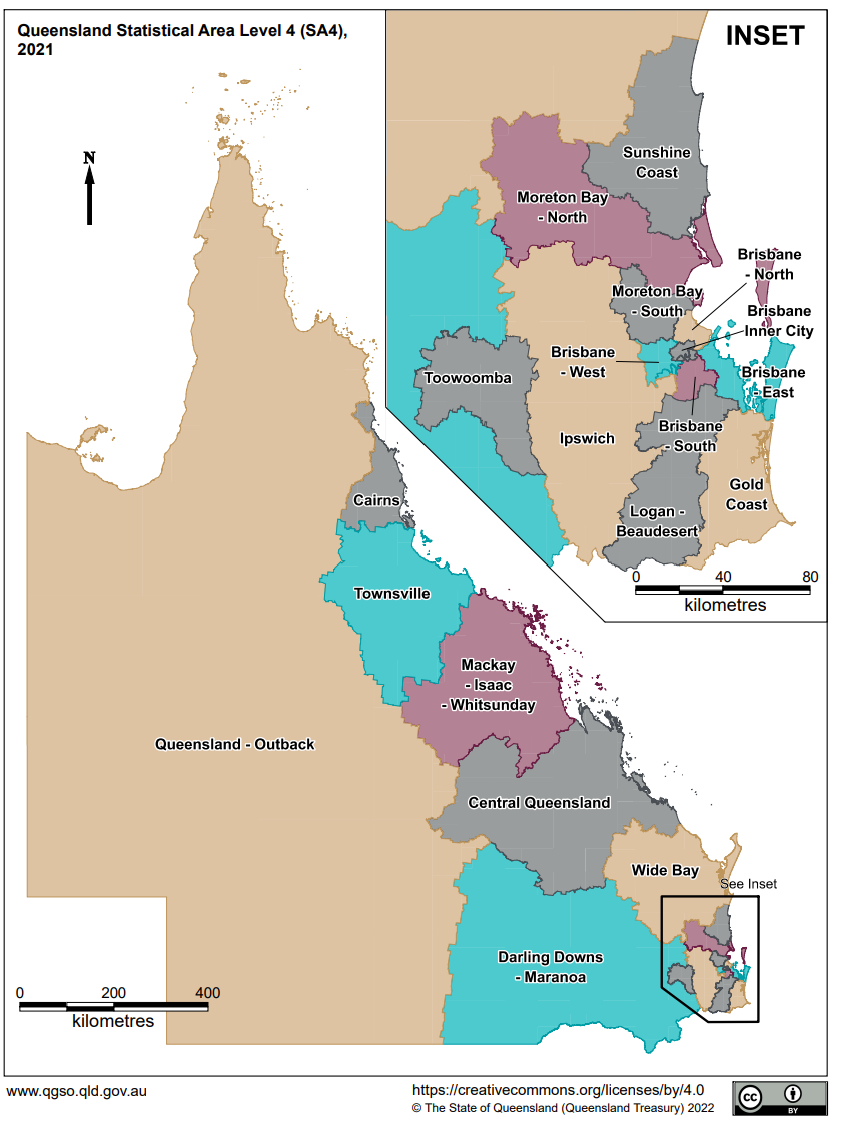 Queensland Statistical Area Level 4 (SA4),
2021
INSET
N
Sunshine
Coast
Moreton Bay
- North
Brisbane
- North
Moreton Bay
- South
Brisbane
Inner City
Brisbane
- West
Brisbane
- East
Toowoomba
Ipswich
Brisbane
- South
Gold
Coast
Logan -
Beaudesert
0 40 80
kilometres
Cairns
Townsville
Mackay
- Isaac
- Whitsunday
Queensland - Outback
Central Queensland
Wide Bay
See Inset
Darling Downs
- Maranoa
0 200 400
kilometres
www.qgso.qld.gov.au
https://creativecommons.org/licenses/by/4.0
© The State of Queensland (Queensland Treasury) 2022
cc
BY